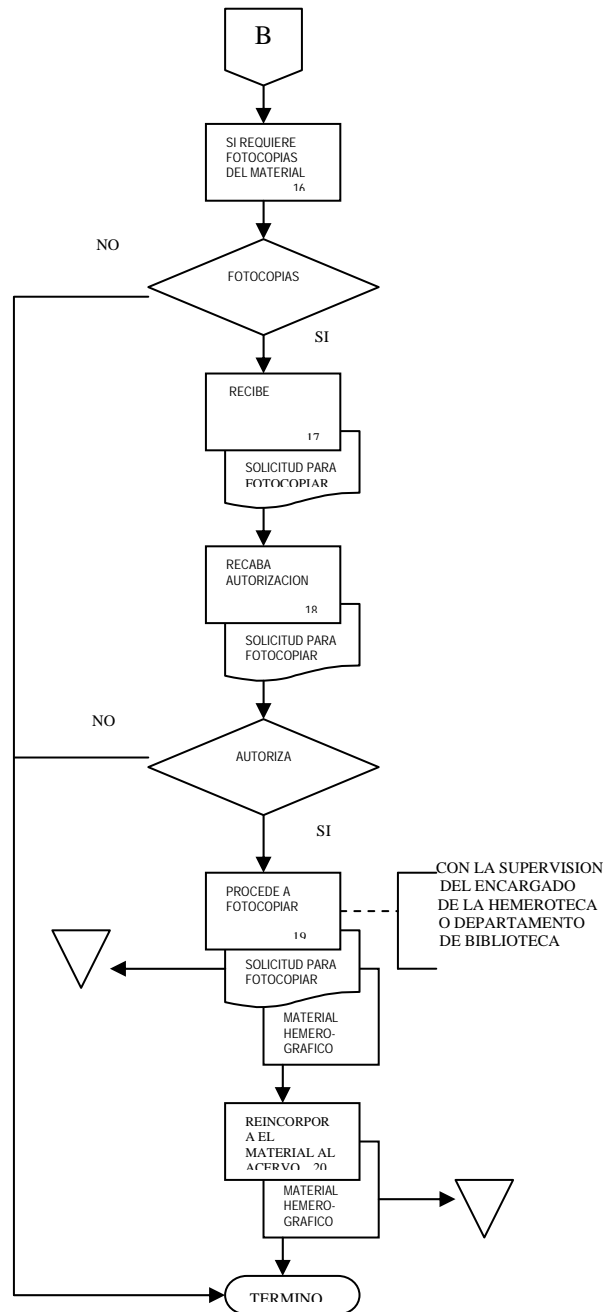 B
SI REQUIERE
FOTOCOPIAS
DEL MATERIAL
16
NO
FOTOCOPIAS
SI
RECIBE
17
SOLICITUD PARA
FOTOCOPIAR
RECABA
AUTORIZACION
18
SOLICITUD PARA
FOTOCOPIAR
NO
AUTORIZA
SI
PROCEDE A
FOTOCOPIAR
19
CON LA SUPERVISION
DEL ENCARGADO
DE LA HEMEROTECA
O DEPARTAMENTO
DE BIBLIOTECA
SOLICITUD PARA
FOTOCOPIAR
MATERIAL
HEMERO-
GRAFICO
REINCORPOR
A EL
MATERIAL AL
ACERVO 20
MATERIAL
HEMERO-
GRAFICO
TERMINO